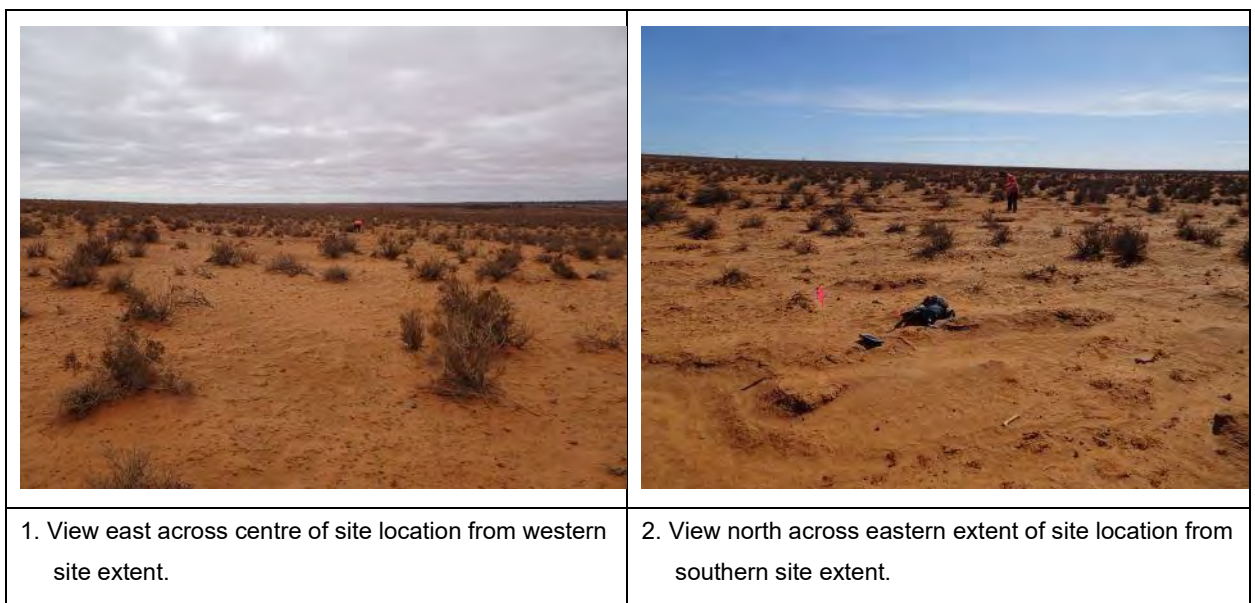 1. View east across centre of site location from western
site extent.
2. View north across eastern extent of site location from
southern site extent.